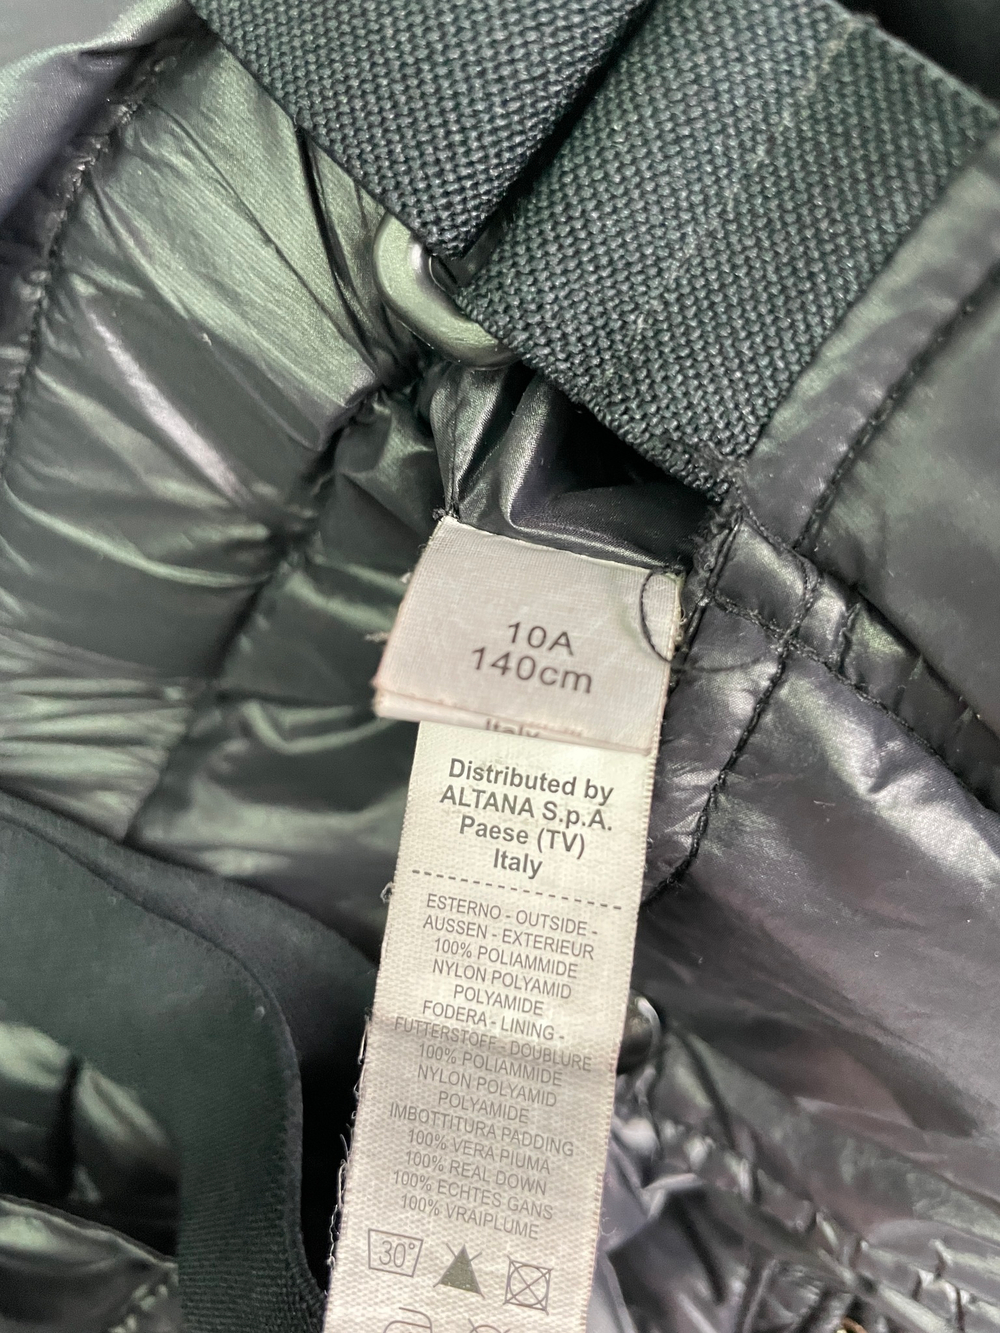 10A
140cm
Italy
Distributed by
ALTANA S.p.A.
Paese (TV)
Italy
ESTERNO - OUTSIDE -
AUSSEN - EXTERIEUR
100% POLIAMMIDE
NYLON POLYAMID
POLYAMIDE
FODERA - LINING -
FUTTERSTOFF - DOUBLURE
100% POLIAMMIDE
NYLON POLYAMID
POLYAMIDE
IMBOTTITURA PADDING
100% VERA PIUMA
100% REAL DOWN
100% ECHTES GANS
100% VRAIPLUME
30°